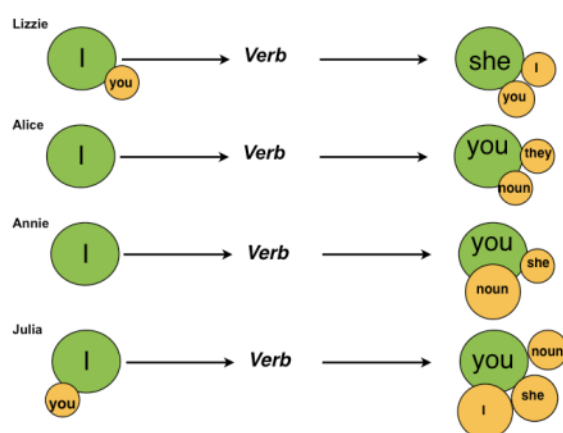 Lizzie
I Verb she I
you you
Alice
I Verb you they
noun
Annie
I Verb you she
noun
Julia
I Verb you noun
you I she